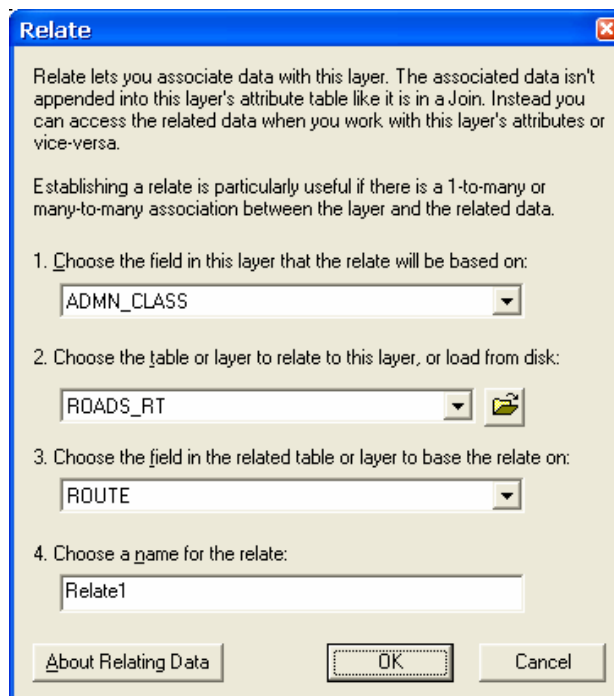 Relate
Relate lets you associate data with this layer. The associated data isn't
appended into this layer's attribute table like it is in a Join. Instead you
can access the related data when you work with this layer's attributes or
vice-versa.
Establishing a relate is particularly useful if there is a 1-to-many or
many-to-many association between the layer and the related data.
1. Choose the field in this layer that the relate will be based on:
ADMN_CLASS
2. Choose the table or layer to relate to this layer, or load from disk:
ROADS_RT
3. Choose the field in the related table or layer to base the relate on:
ROUTE
4. Choose a name for the relate:
Relate1
About Relating Data OK Cancel